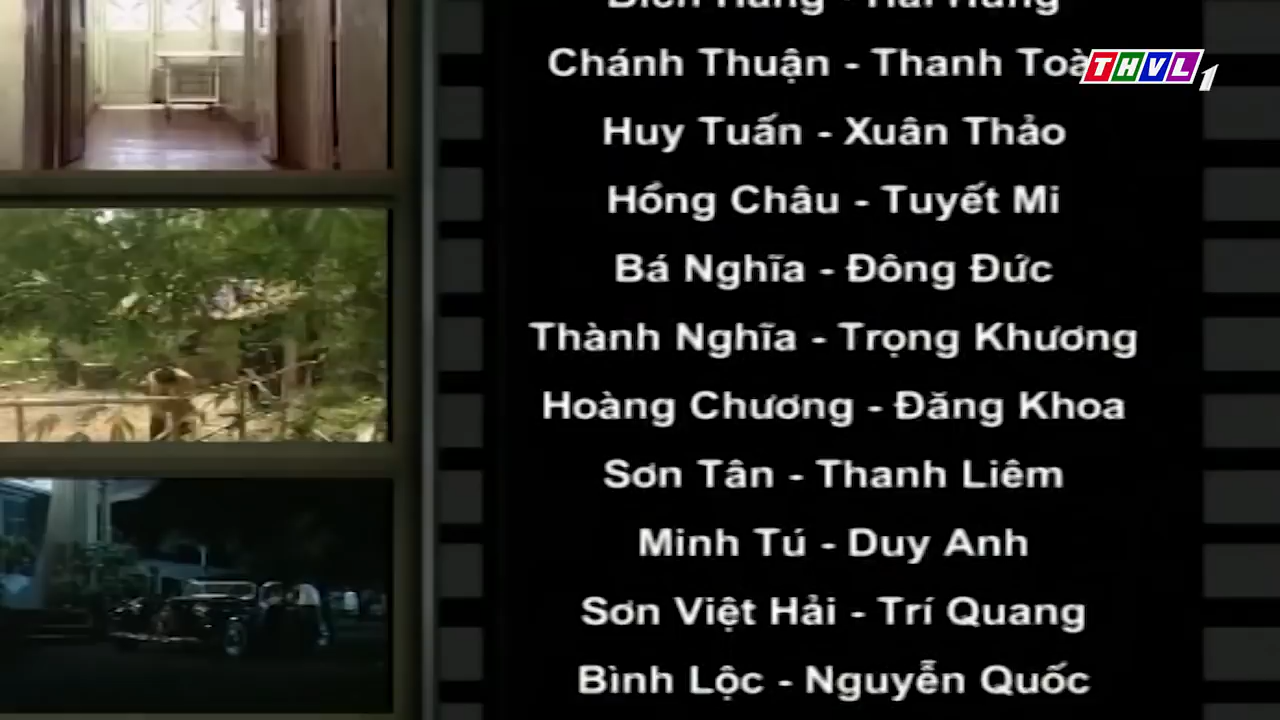 Chánh Thuận - Thanh
THVL 1
Huy Tuấn - Xuân Thảo
Hồng Châu - Tuyết Mi
Bá Nghĩa - Đông Đức
Thành Nghĩa - Trọng Khương
Hoàng Chương - Đăng Khoa
Sơn Tân - Thanh Liêm
Minh Tú - Duy Anh
Sơn Việt Hải - Trí Quang
Bình Lộc - Nguyễn Quốc